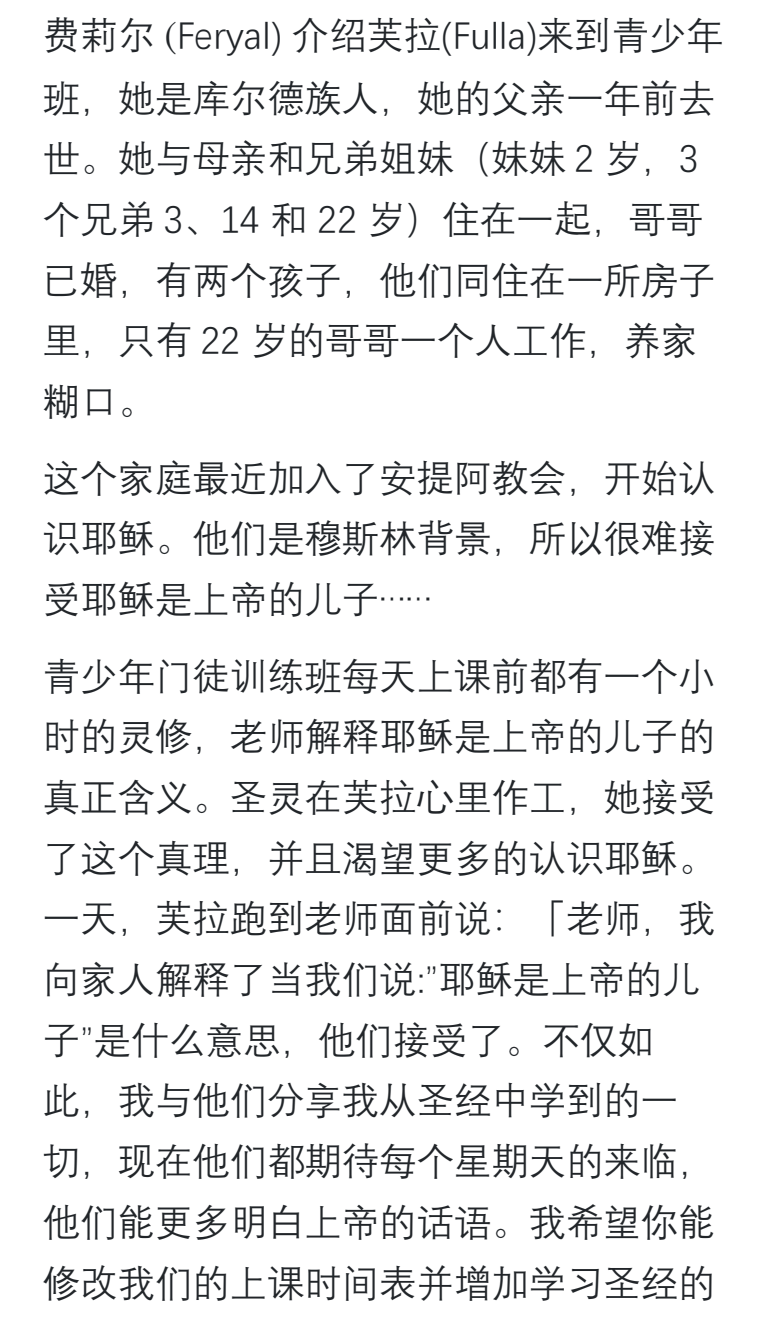 费莉尔 (Feryal) 介绍芙拉(Fulla)来到青少年
班，她是库尔德族人，她的父亲一年前去
世。她与母亲和兄弟姐妹（妹妹 2 岁，3
个兄弟 3、14 和 22 岁）住在一起，哥哥
已婚，有两个孩子，他们同住在一所房子
里，只有 22 岁的哥哥一个人工作，养家
糊口。
这个家庭最近加入了安提阿教会，开始认
识耶稣。他们是穆斯林背景，所以很难接
受耶稣是上帝的儿子……
青少年门徒训练班每天上课前都有一个小
时的灵修，老师解释耶稣是上帝的儿子的
真正含义。圣灵在芙拉心里作工，她接受
了这个真理，并且渴望更多的认识耶稣。
一天，芙拉跑到老师面前说：「老师，我
向家人解释了当我们说:”耶稣是上帝的儿
子”是什么意思，他们接受了。不仅如
此，我与他们分享我从圣经中学到的一
切，现在他们都期待每个星期天的来临，
他们能更多明白上帝的话语。我希望你能
修改我们的上课时间表并增加学习圣经的